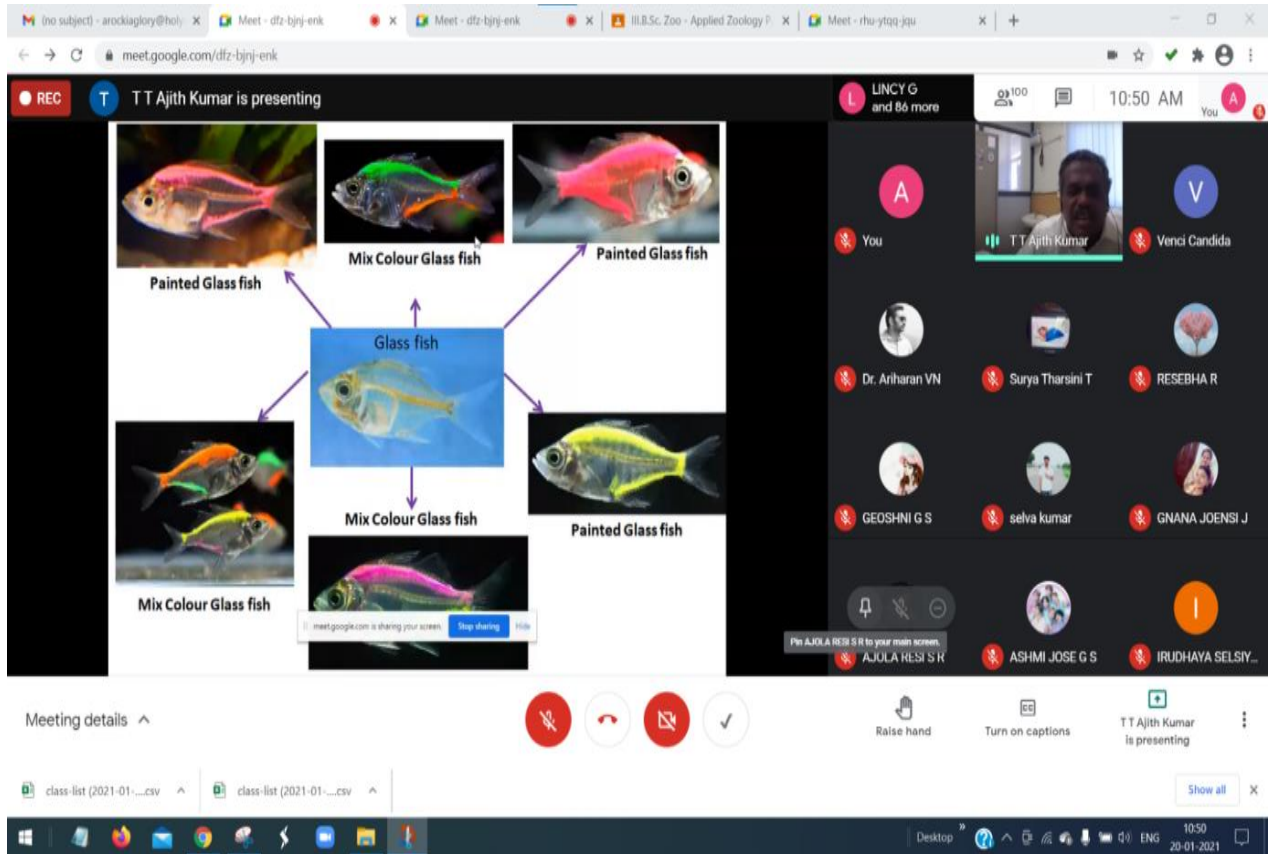 (no subject) - arockiaglory@holy
Meet - dfz-bjnj-enk
Meet - dfz-bjnj-enk
III.B.Sc. Zoo - Applied Zoology P
Meet - rhu-ytqq-jqu
meet.google.com/dfz-bjnj-enk
REC
T
T T Ajith Kumar is presenting
L
LINCY G
and 86 more
100
10:50 AM
You
A
Painted Glass fish
Mix Colour Glass fish
Painted Glass fish
Glass fish
Mix Colour Glass fish
Mix Colour Glass fish
Painted Glass fish
meet.google.com is sharing your screen.
Stop sharing
Hide
A
You
T T Ajith Kumar
V
Venci Candida
Dr. Ariharan VN
Surya Tharsini T
RESEBHA R
GEOSHNI G S
selva kumar
GNANA JOENSI J
Pin AJOLA RESI S R to your main screen.
AJOLA RESI S R
ASHMI JOSE G S
I
IRUDHAYA SELSIY...
Meeting details
Raise hand
CC
Turn on captions
T T Ajith Kumar
is presenting
class-list (2021-01-....csv
class-list (2021-01-....csv
Show all
Desktop
ENG
10:50
20-01-2021